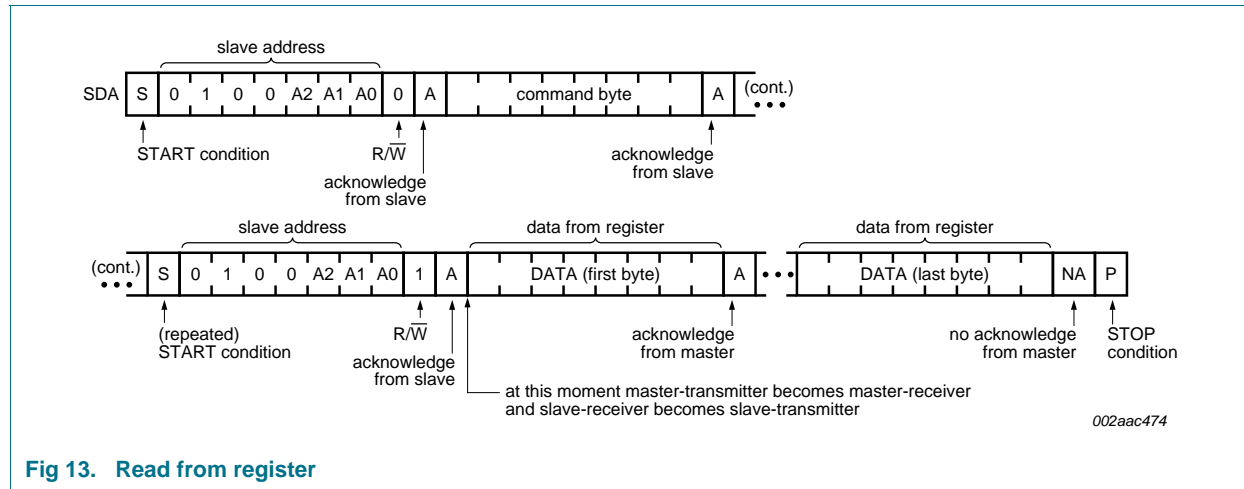 slave address
SDA S 0 1 0 0 A2 A1 A0 0 A command byte A (cont.)
START condition R/W̅ acknowledge from slave acknowledge from slave
slave address data from register data from register
(cont.) S 0 1 0 0 A2 A1 A0 1 A DATA (first byte) A DATA (last byte) NA P
(repeated) START condition R/W̅ acknowledge from slave acknowledge from master no acknowledge from master STOP condition
at this moment master-transmitter becomes master-receiver
and slave-receiver becomes slave-transmitter
002aac474
Fig 13. Read from register